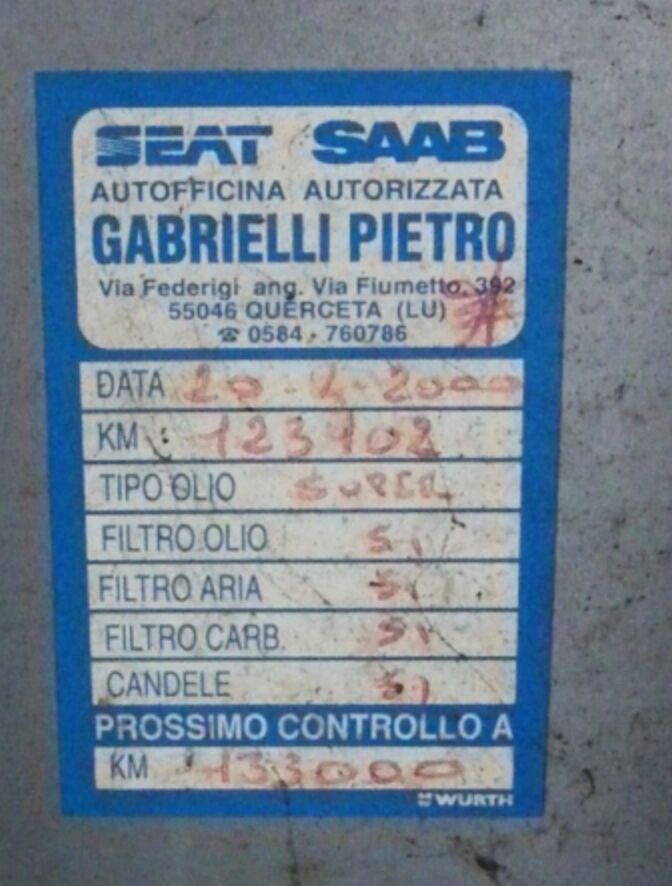 SEAT SAAB
AUTOFFICINA AUTORIZZATA
GABRIELLI PIETRO
Via Federigi ang. Via Fiumetto, 392
55046 QUERCETA (LU)
☎ 0584 - 760786
DATA 20 - 2 - 2000
KM 123402
TIPO OLIO SUPER
FILTRO OLIO SI
FILTRO ARIA SI
FILTRO CARB. SI
CANDELE SI
PROSSIMO CONTROLLO A
KM 133000
WÜRTH